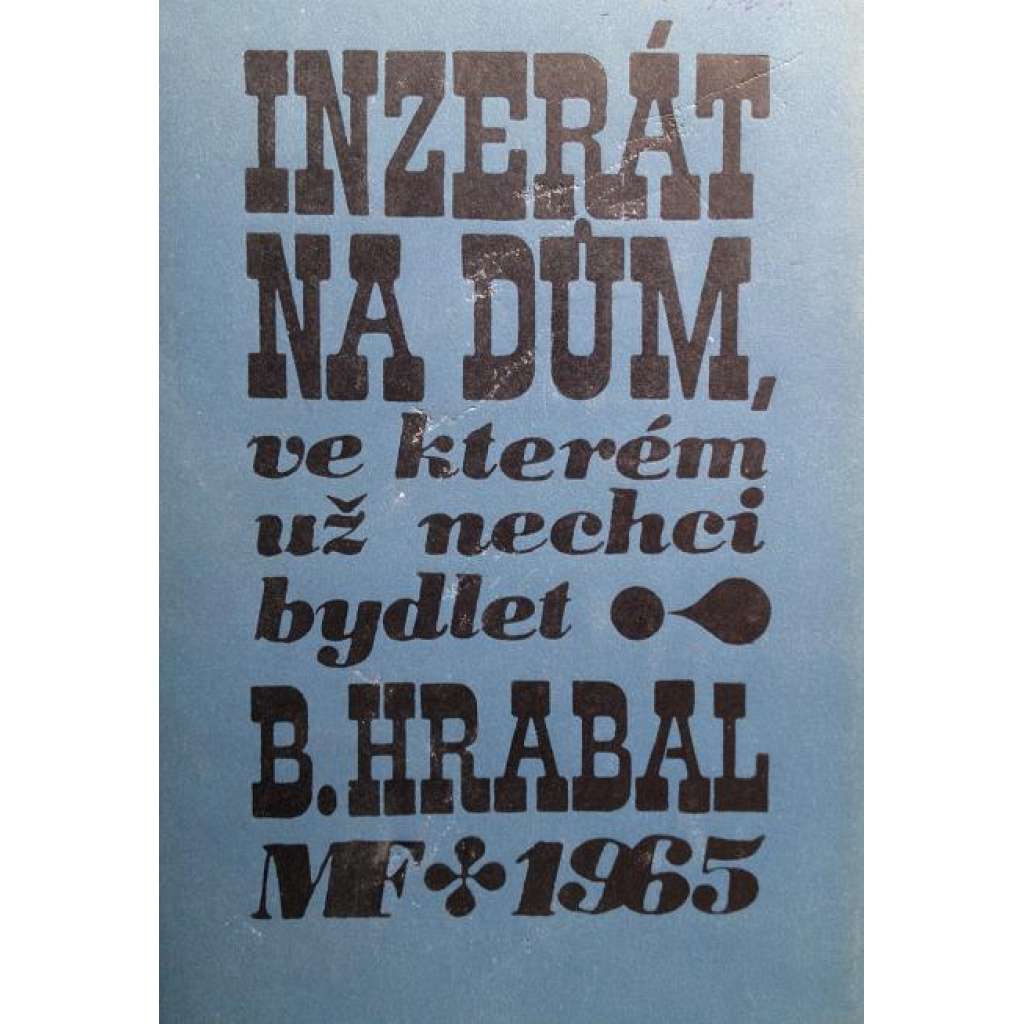 INZERÁT
NA DŮM,
ve kterém
už nechci
bydlet
B. HRABAL
MF 1965